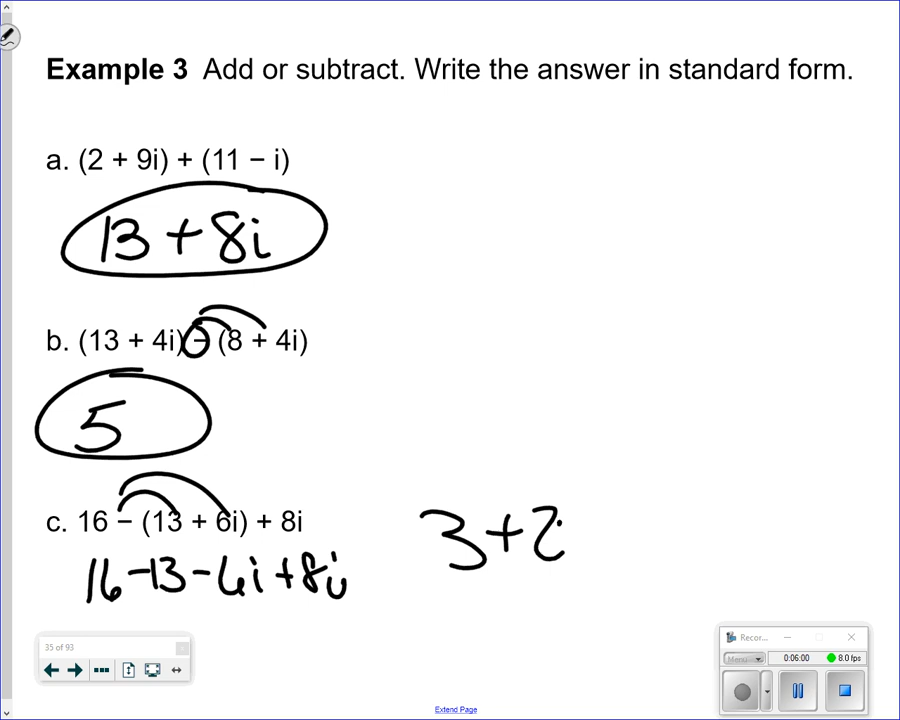 Example 3 Add or subtract. Write the answer in standard form.
a. (2 + 9i) + (11 − i)
13 + 8i
b. (13 + 4i) − (8 + 4i)
5
c. 16 − (13 + 6i) + 8i
16 - 13 - 6i + 8i
3 + 2
35 of 93
Recor...
Menu
0:06:00
8.0 fps
Extend Page